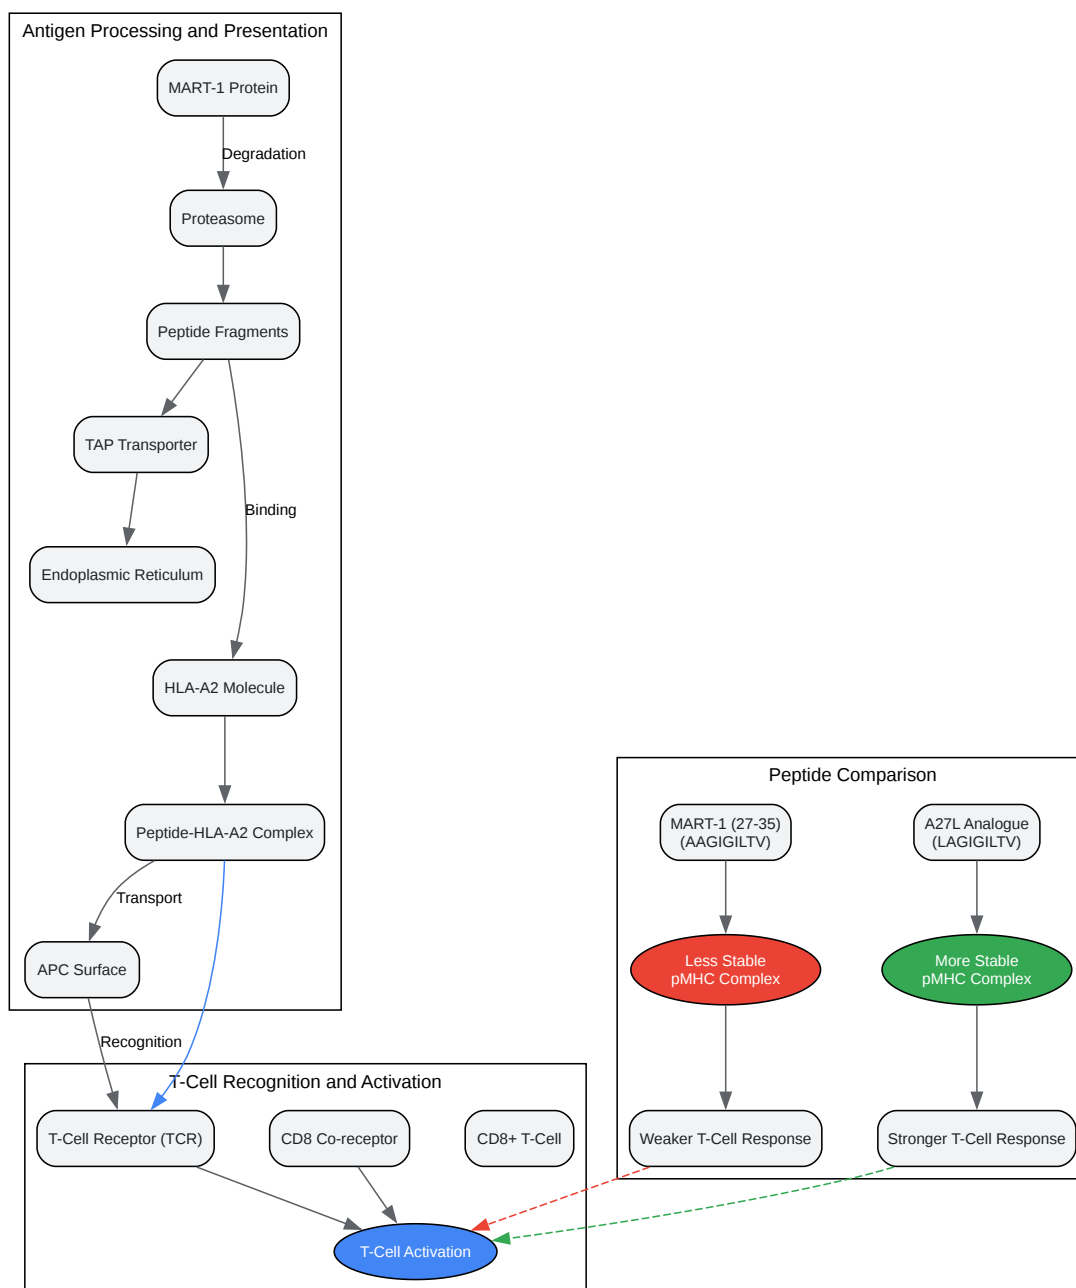 Antigen Processing and Presentation
MART-1 Protein
Degradation
Proteasome
Peptide Fragments
TAP Transporter
Binding
Endoplasmic Reticulum
HLA-A2 Molecule
Peptide-HLA-A2 Complex
Transport
APC Surface
Recognition
T-Cell Recognition and Activation
T-Cell Receptor (TCR)
CD8 Co-receptor
CD8+ T-Cell
T-Cell Activation
Peptide Comparison
MART-1 (27-35)
(AAGIGILTV)
A27L Analogue
(LAGIGILTV)
Less Stable
pMHC Complex
More Stable
pMHC Complex
Weaker T-Cell Response
Stronger T-Cell Response